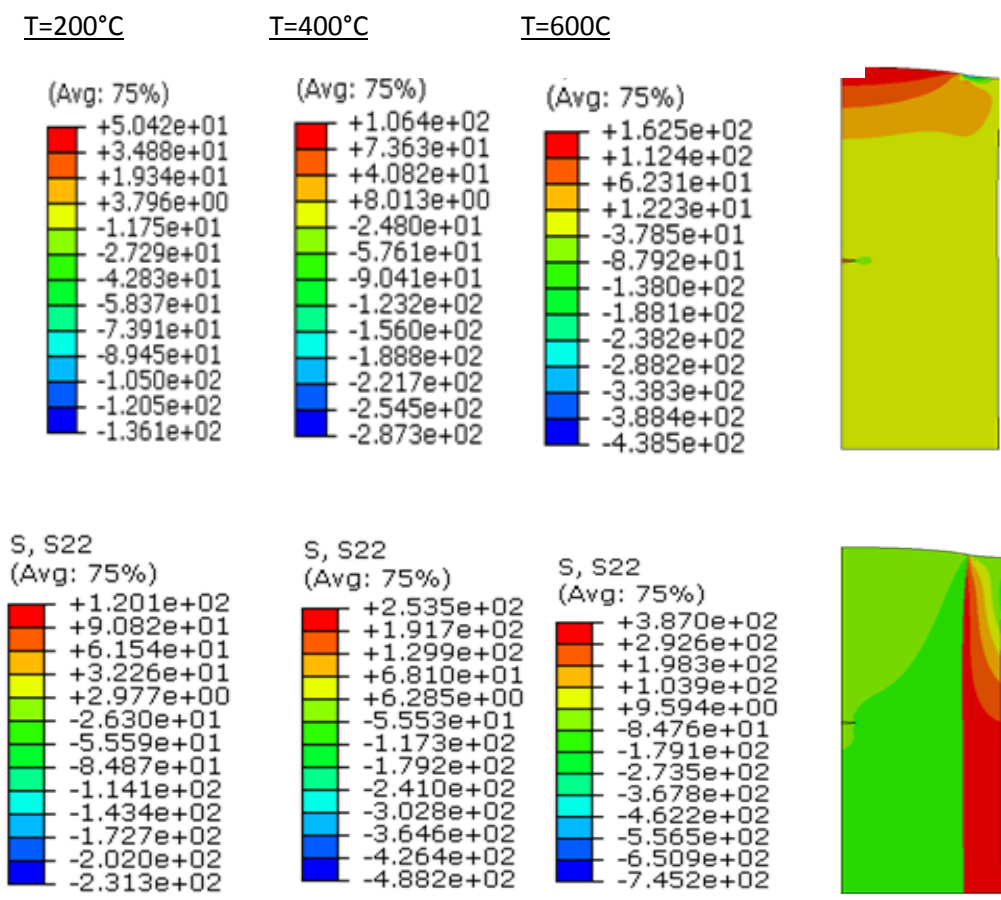 T=200°C
T=400°C
T=600C
(Avg: 75%)
+5.042e+01
+3.488e+01
+1.934e+01
+3.796e+00
-1.175e+01
-2.729e+01
-4.283e+01
-5.837e+01
-7.391e+01
-8.945e+01
-1.050e+02
-1.205e+02
-1.361e+02
(Avg: 75%)
+1.064e+02
+7.363e+01
+4.082e+01
+8.013e+00
-2.480e+01
-5.761e+01
-9.041e+01
-1.232e+02
-1.560e+02
-1.888e+02
-2.217e+02
-2.545e+02
-2.873e+02
(Avg: 75%)
+1.625e+02
+1.124e+02
+6.231e+01
+1.223e+01
-3.785e+01
-8.792e+01
-1.380e+02
-1.881e+02
-2.382e+02
-2.882e+02
-3.383e+02
-3.884e+02
-4.385e+02
S, S22
(Avg: 75%)
+1.201e+02
+9.082e+01
+6.154e+01
+3.226e+01
+2.977e+00
-2.630e+01
-5.559e+01
-8.487e+01
-1.141e+02
-1.434e+02
-1.727e+02
-2.020e+02
-2.313e+02
S, S22
(Avg: 75%)
+2.535e+02
+1.917e+02
+1.299e+02
+6.810e+01
+6.285e+00
-5.553e+01
-1.173e+02
-1.792e+02
-2.410e+02
-3.028e+02
-3.646e+02
-4.264e+02
-4.882e+02
S, S22
(Avg: 75%)
+3.870e+02
+2.926e+02
+1.983e+02
+1.039e+02
+9.594e+00
-8.476e+01
-1.791e+02
-2.735e+02
-3.678e+02
-4.622e+02
-5.565e+02
-6.509e+02
-7.452e+02